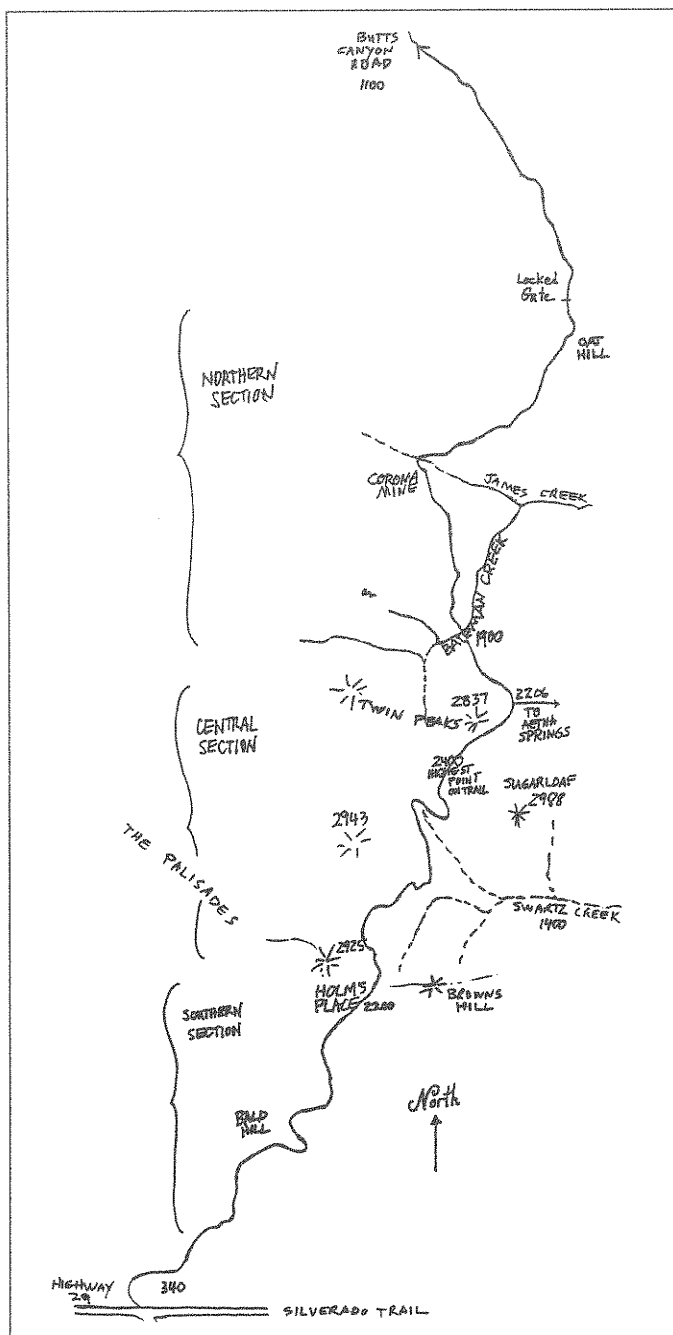 BUTTS
CANYON
ROAD
1100
Locked
Gate
OAT
HILL
NORTHERN
SECTION
CORONA
MINE
JAMES CREEK
BATEMAN CREEK
1900
TWIN
PEAKS
2837
2206
TO
AETNA
SPRINGS
CENTRAL
SECTION
2400
HIGHEST
POINT
ON TRAIL
SUGARLOAF
2988
2943
THE PALISADES
SWARTZ CREEK
1400
2925
HOLM'S
PLACE 2200
BROWNS
HILL
SOUTHERN
SECTION
BALD
HILL
North
HIGHWAY
29
340
SILVERADO TRAIL